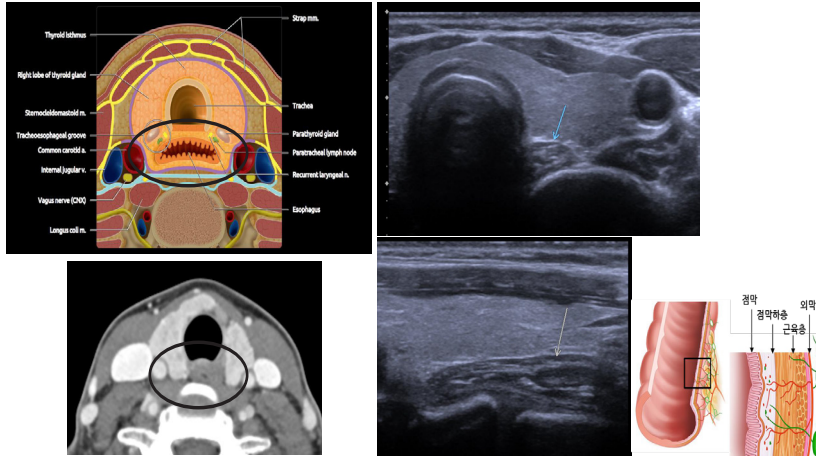 Strap mm.
Thyroid isthmus
Right lobe of thyroid gland
Trachea
Sternocleidomastoid m.
Tracheoesophageal groove
Parathyroid gland
Common carotid a.
Paratracheal lymph node
Internal jugular v.
Recurrent laryngeal n.
Vagus nerve (CNX)
Esophagus
Longus coli m.
점막
외막
점막하층
근육층